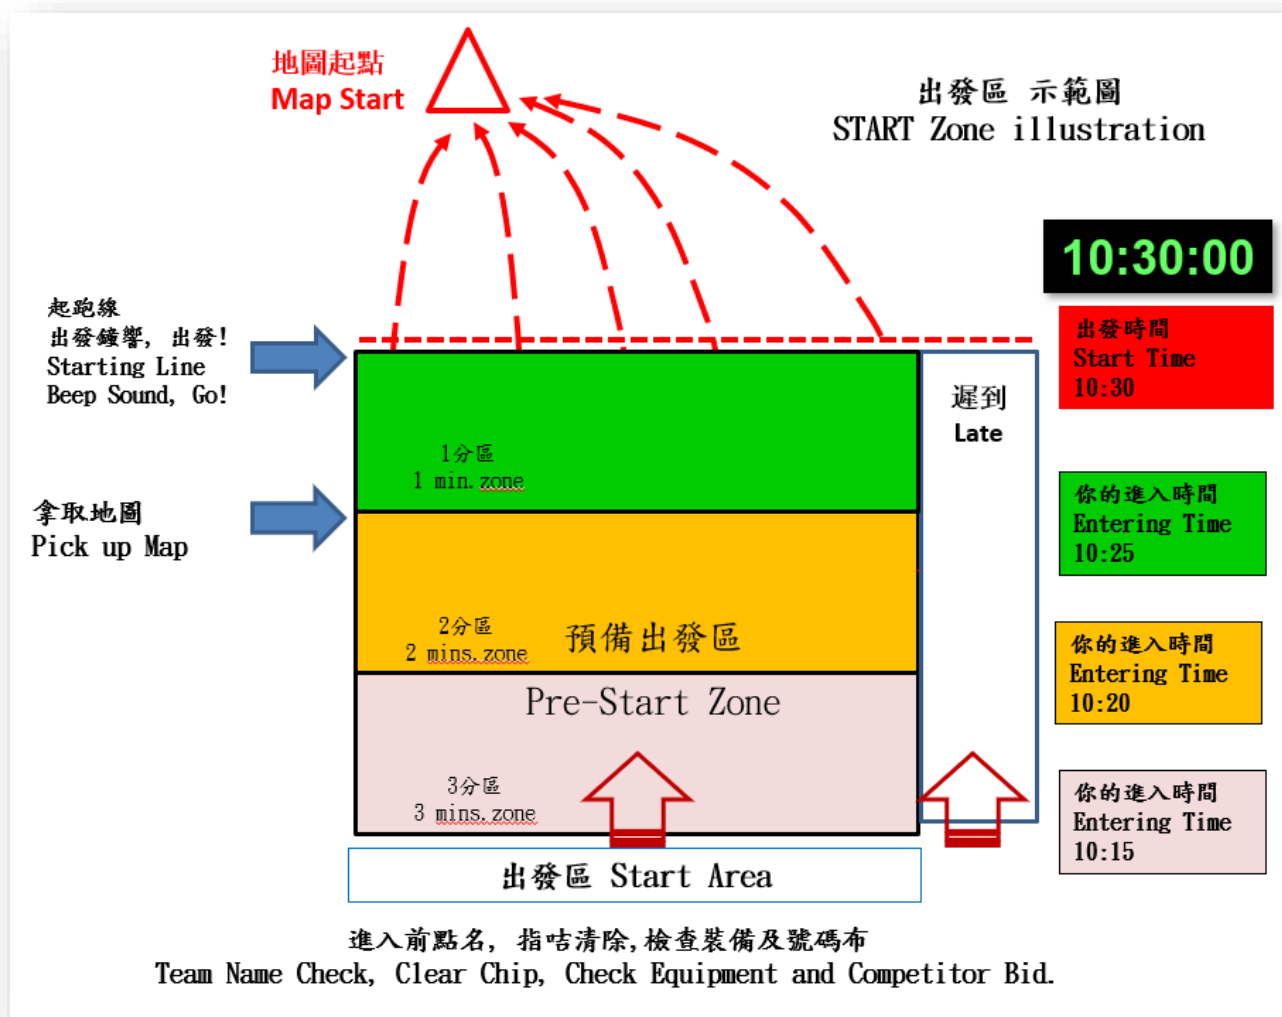 地圖起點
Map Start
出發區 示範圖
START Zone illustration
10:30:00
起跑線
出發鐘響, 出發!
Starting Line
Beep Sound, Go!
出發時間
Start Time
10:30
遲到
Late
1分區
1 min.zone
拿取地圖
Pick up Map
你的進入時間
Entering Time
10:25
2分區
2 mins.zone
預備出發區
你的進入時間
Entering Time
10:20
Pre-Start Zone
3分區
3 mins.zone
你的進入時間
Entering Time
10:15
出發區 Start Area
進入前點名, 指咭清除,檢查裝備及號碼布
Team Name Check, Clear Chip, Check Equipment and Competitor Bid.